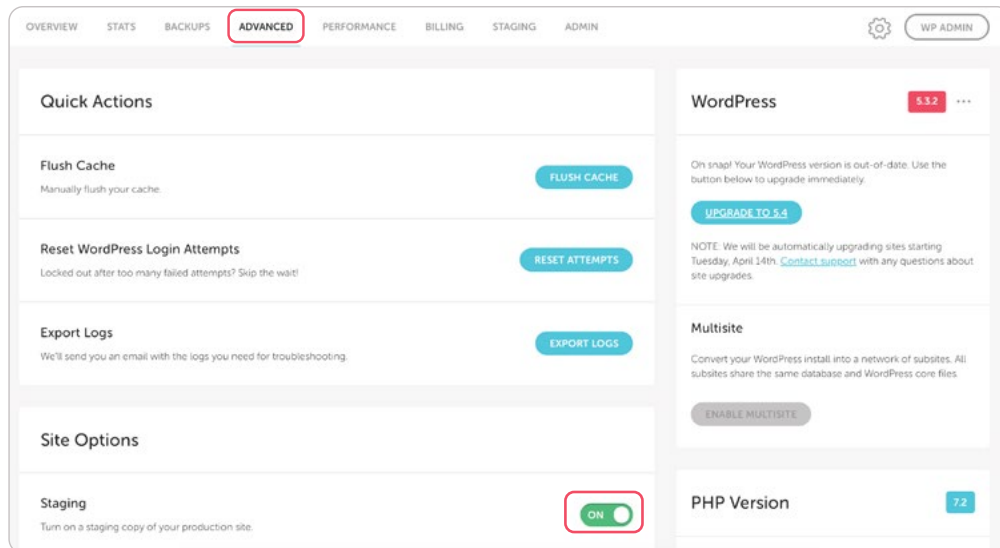 OVERVIEW STATS BACKUPS ADVANCED PERFORMANCE BILLING STAGING ADMIN WP ADMIN
Quick Actions
Flush Cache
Manually flush your cache.
FLUSH CACHE
Reset WordPress Login Attempts
Locked out after too many failed attempts? Skip the wait!
RESET ATTEMPTS
Export Logs
We'll send you an email with the logs you need for troubleshooting.
EXPORT LOGS
Site Options
Staging
Turn on a staging copy of your production site.
ON
WordPress 5.3.2 ...
Oh snap! Your WordPress version is out-of-date. Use the
button below to upgrade immediately.
UPGRADE TO 5.4
NOTE: We will be automatically upgrading sites starting
Tuesday, April 14th. Contact support with any questions about
site upgrades.
Multisite
Convert your WordPress install into a network of subsites. All
subsites share the same database and WordPress core files.
ENABLE MULTISITE
PHP Version 7.2